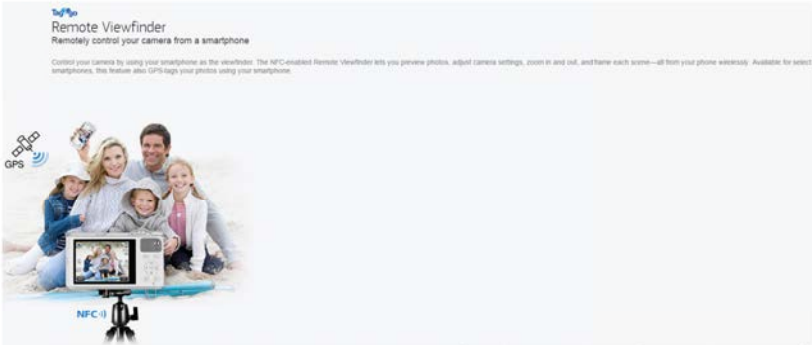 Tag & go
Remote Viewfinder
Remotely control your camera from a smartphone
Control your camera by using your smartphone as the viewfinder. The NFC-enabled Remote Viewfinder lets you preview photos, adjust camera settings, zoom in and out, and frame each scene—all from your phone wirelessly. Available for select
smartphones, this feature also GPS-tags your photos using your smartphone.
GPS
NFC